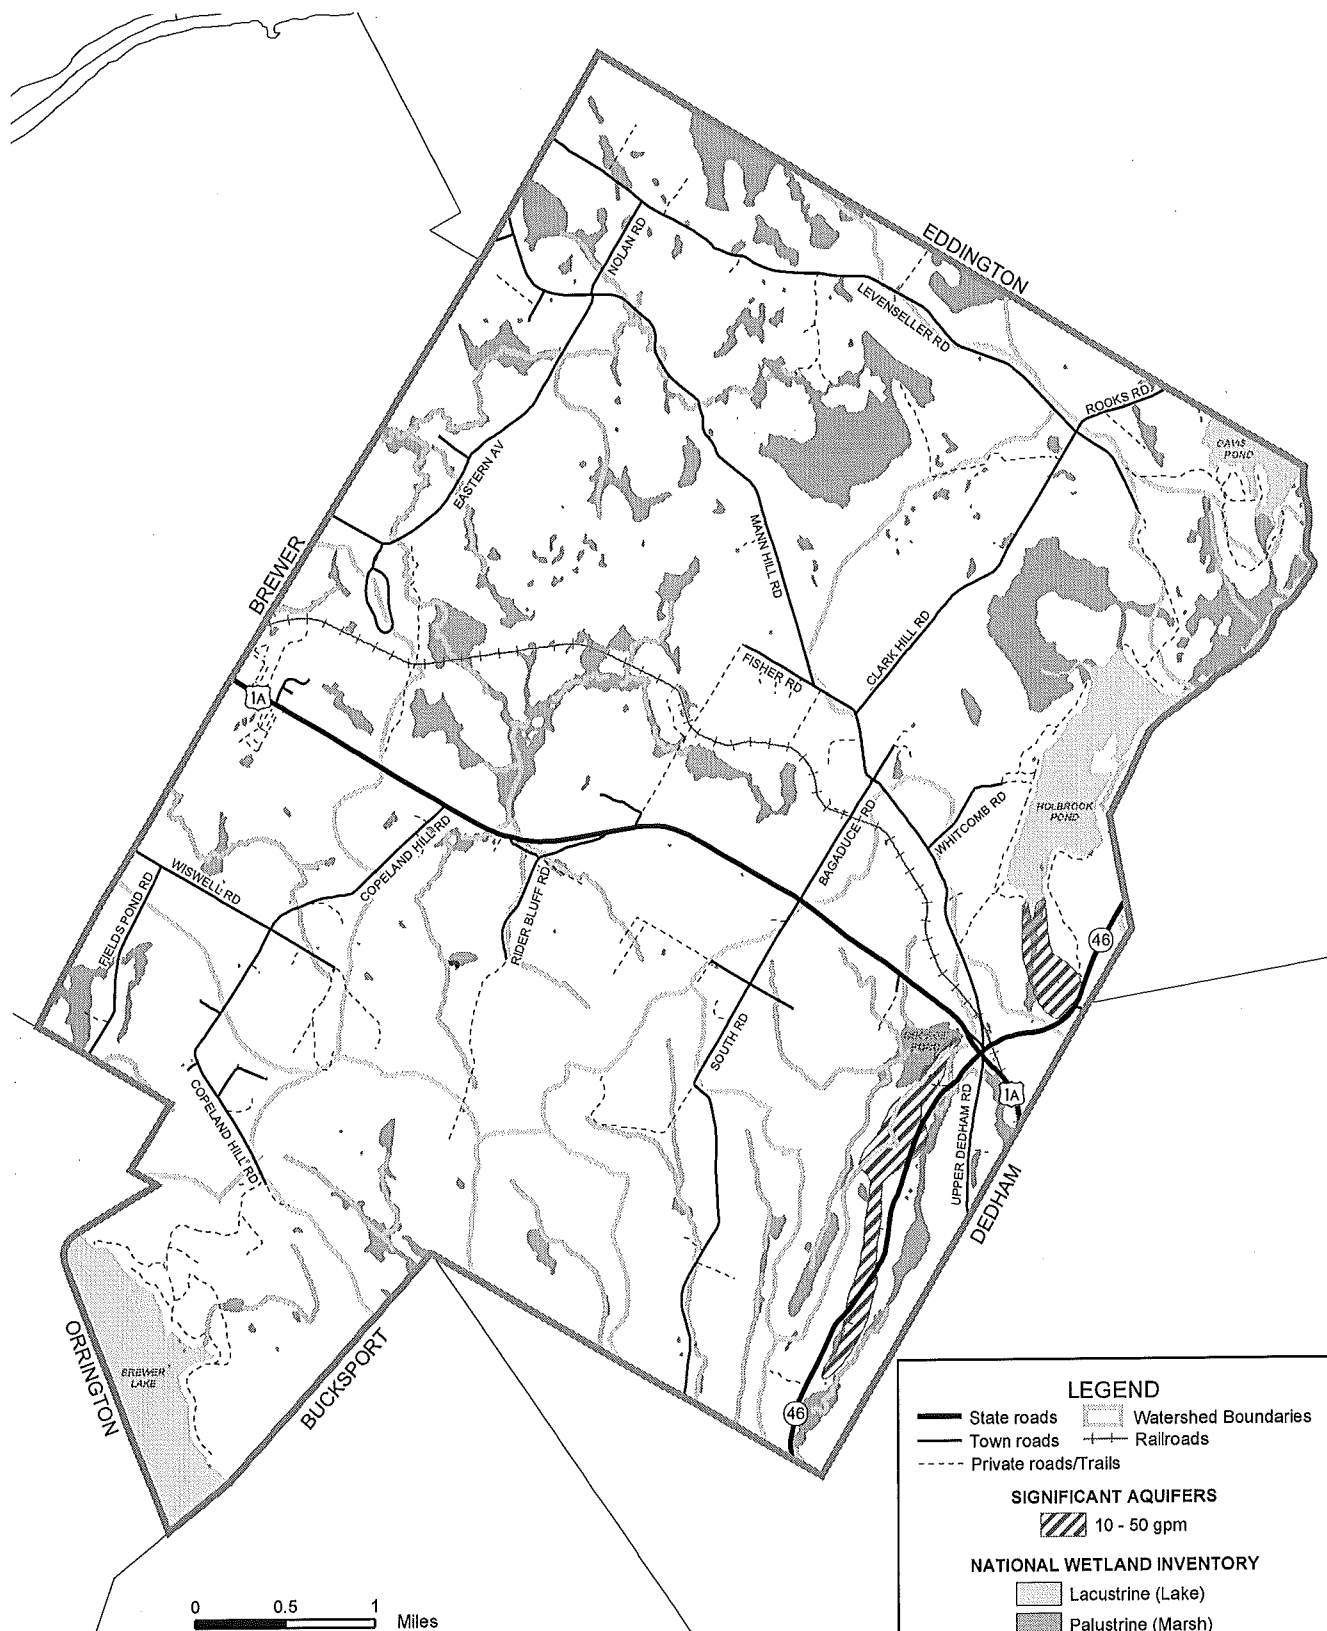 EDDINGTON
NOLAN RD
LEVENSELLER RD
ROOKS RD
DAVIS
POND
EASTERN AV
MANN HILL RD
BREWER
CLARK HILL RD
FISHER RD
1A
HOLBROOK
POND
BAGADUCE RD
WHITCOMB RD
COPELAND HILL RD
WISWELL RD
FIELDS POND RD
RIDER BLUFF RD
46
SOUTH RD
POND
1A
COPELAND HILL RD
UPPER DEDHAM RD
DEDHAM
ORRINGTON
BREWER
LAKE
BUCKSPORT
46
LEGEND
State roads
Watershed Boundaries
Town roads
Railroads
Private roads/Trails
SIGNIFICANT AQUIFERS
10 - 50 gpm
NATIONAL WETLAND INVENTORY
Lacustrine (Lake)
Palustrine (Marsh)
0 0.5 1
Miles